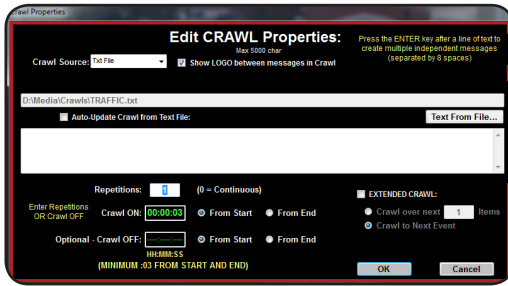 Crawl Properties
Edit CRAWL Properties:
Max 5000 char
Press the ENTER key after a line of text to
create multiple independent messages
(separated by 8 spaces)
Crawl Source: Txt File
Show LOGO between messages in Crawl
D:\Media\Crawls\TRAFFIC.txt
Auto-Update Crawl from Text File:
Text From File...
Repetitions: 1 (0 = Continuous)
EXTENDED CRAWL:
Enter Repetitions
OR Crawl OFF
Crawl ON: 00:00:03 From Start From End
Crawl over next 1 Items
Crawl to Next Event
Optional - Crawl OFF: --:--:-- From Start From End
HH:MM:SS
(MINIMUM :03 FROM START AND END)
OK
Cancel